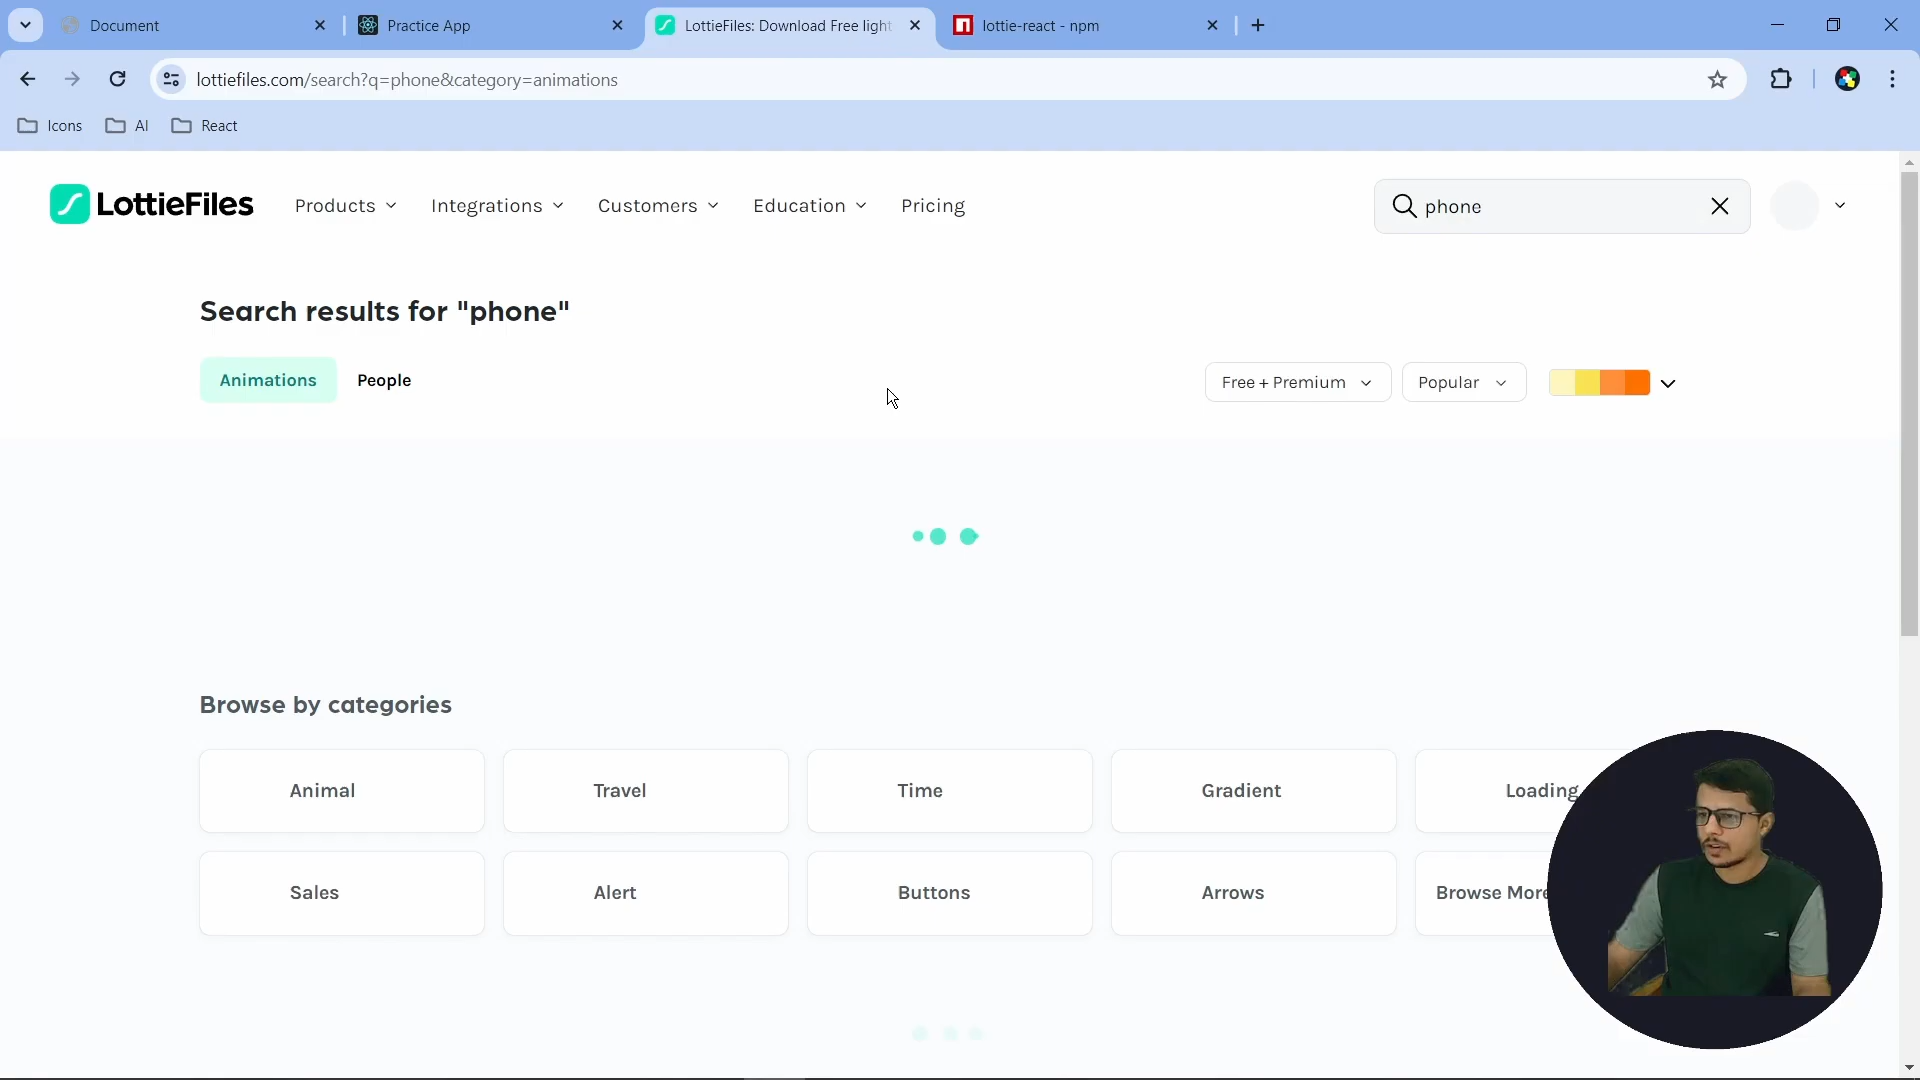 Document
Practice App
LottieFiles: Download Free light
lottie-react - npm
lottiefiles.com/search?q=phone&category=animations
Icons
AI
React
LottieFiles
Products
Integrations
Customers
Education
Pricing
phone
Search results for "phone"
Animations
People
Free + Premium
Popular
Browse by categories
Animal
Travel
Time
Gradient
Loading
Sales
Alert
Buttons
Arrows
Browse More